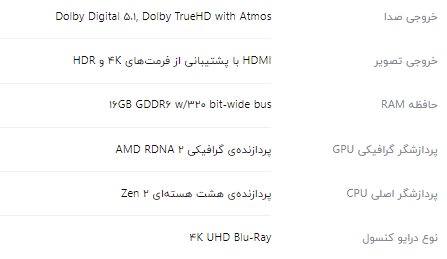 خروجی صدا Dolby Digital ۵.۱, Dolby TrueHD with Atmos
خروجی تصویر HDMI با پشتیبانی از فرمت‌های ۴K و HDR
حافظه RAM ۱۶GB GDDR۶ w/۳۲۰ bit-wide bus
پردازشگر گرافیکی GPU پردازنده‌ی گرافیکی AMD RDNA ۲
پردازشگر اصلی CPU پردازنده‌ی هشت هسته‌ای Zen ۲
نوع درایو کنسول ۴K UHD Blu-Ray